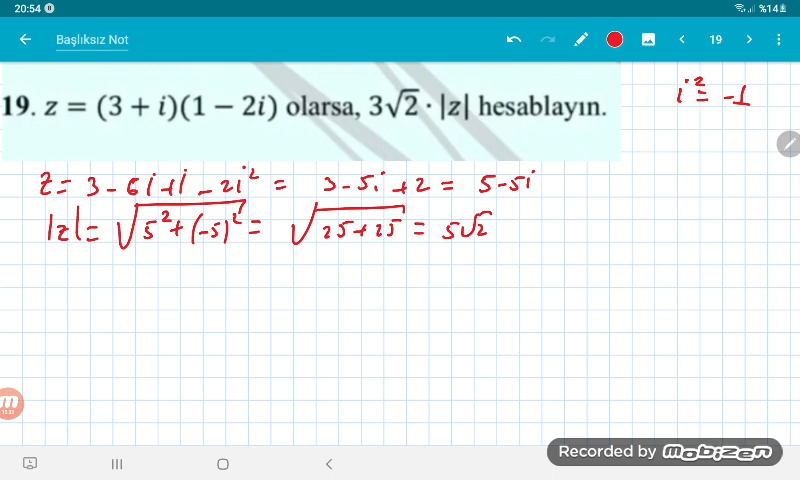 20:54 %14
Başlıksız Not 19
19. z = (3 + i)(1 − 2i) olarsa, 3√2 · |z| hesablayın.
i² = -1
z = 3 - 6i + i - 2i² = 3 - 5i + 2 = 5 - 5i
|z| = √5² + (-5)² = √25 + 25 = 5√2
Recorded by mobizen